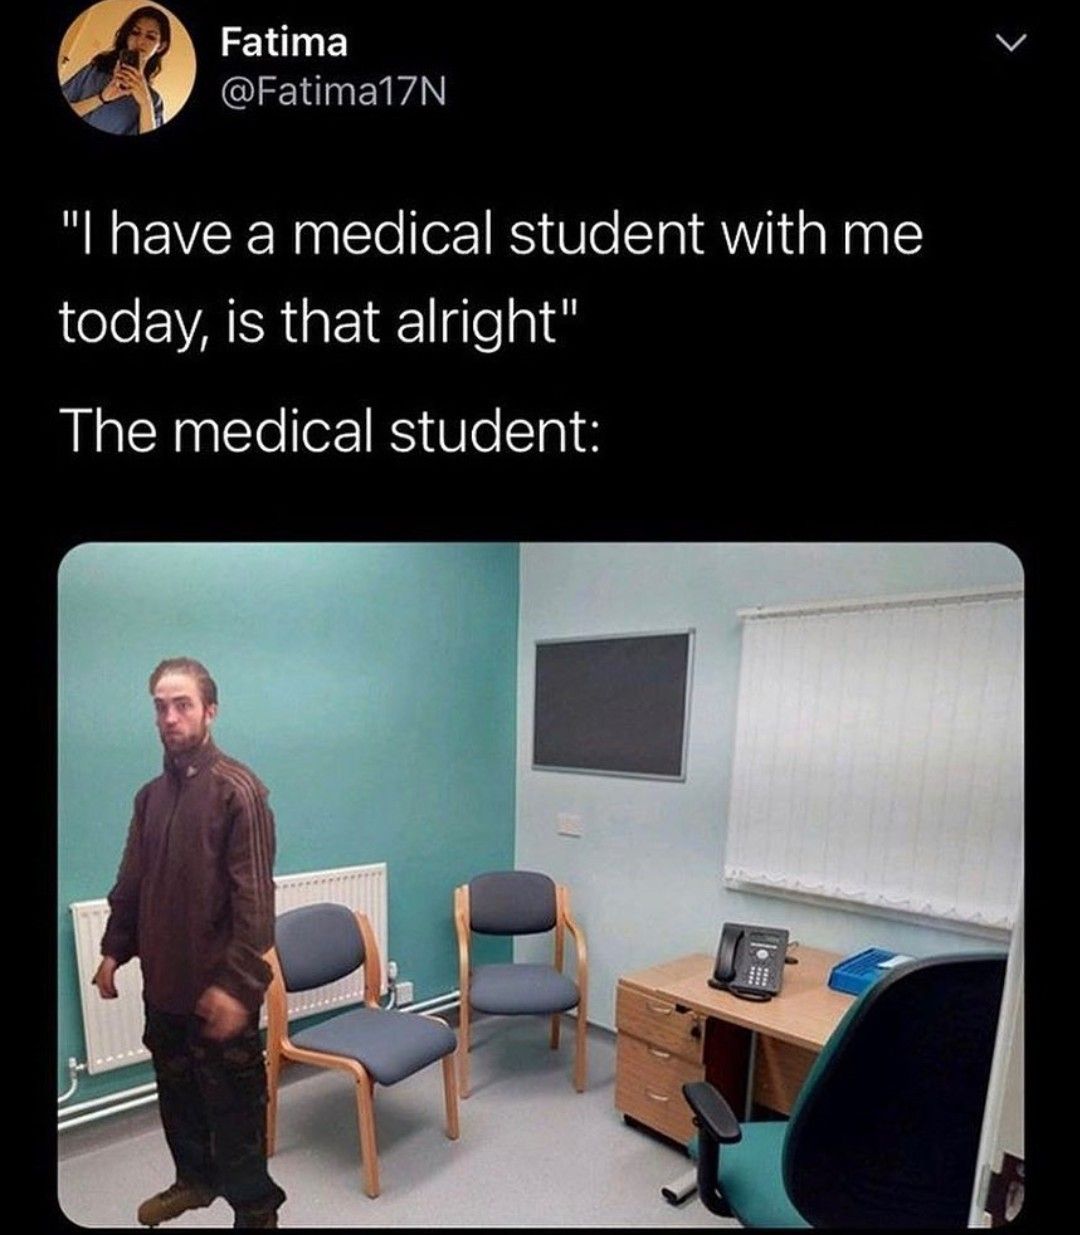 Fatima
@Fatima17N
"I have a medical student with me
today, is that alright"
The medical student: